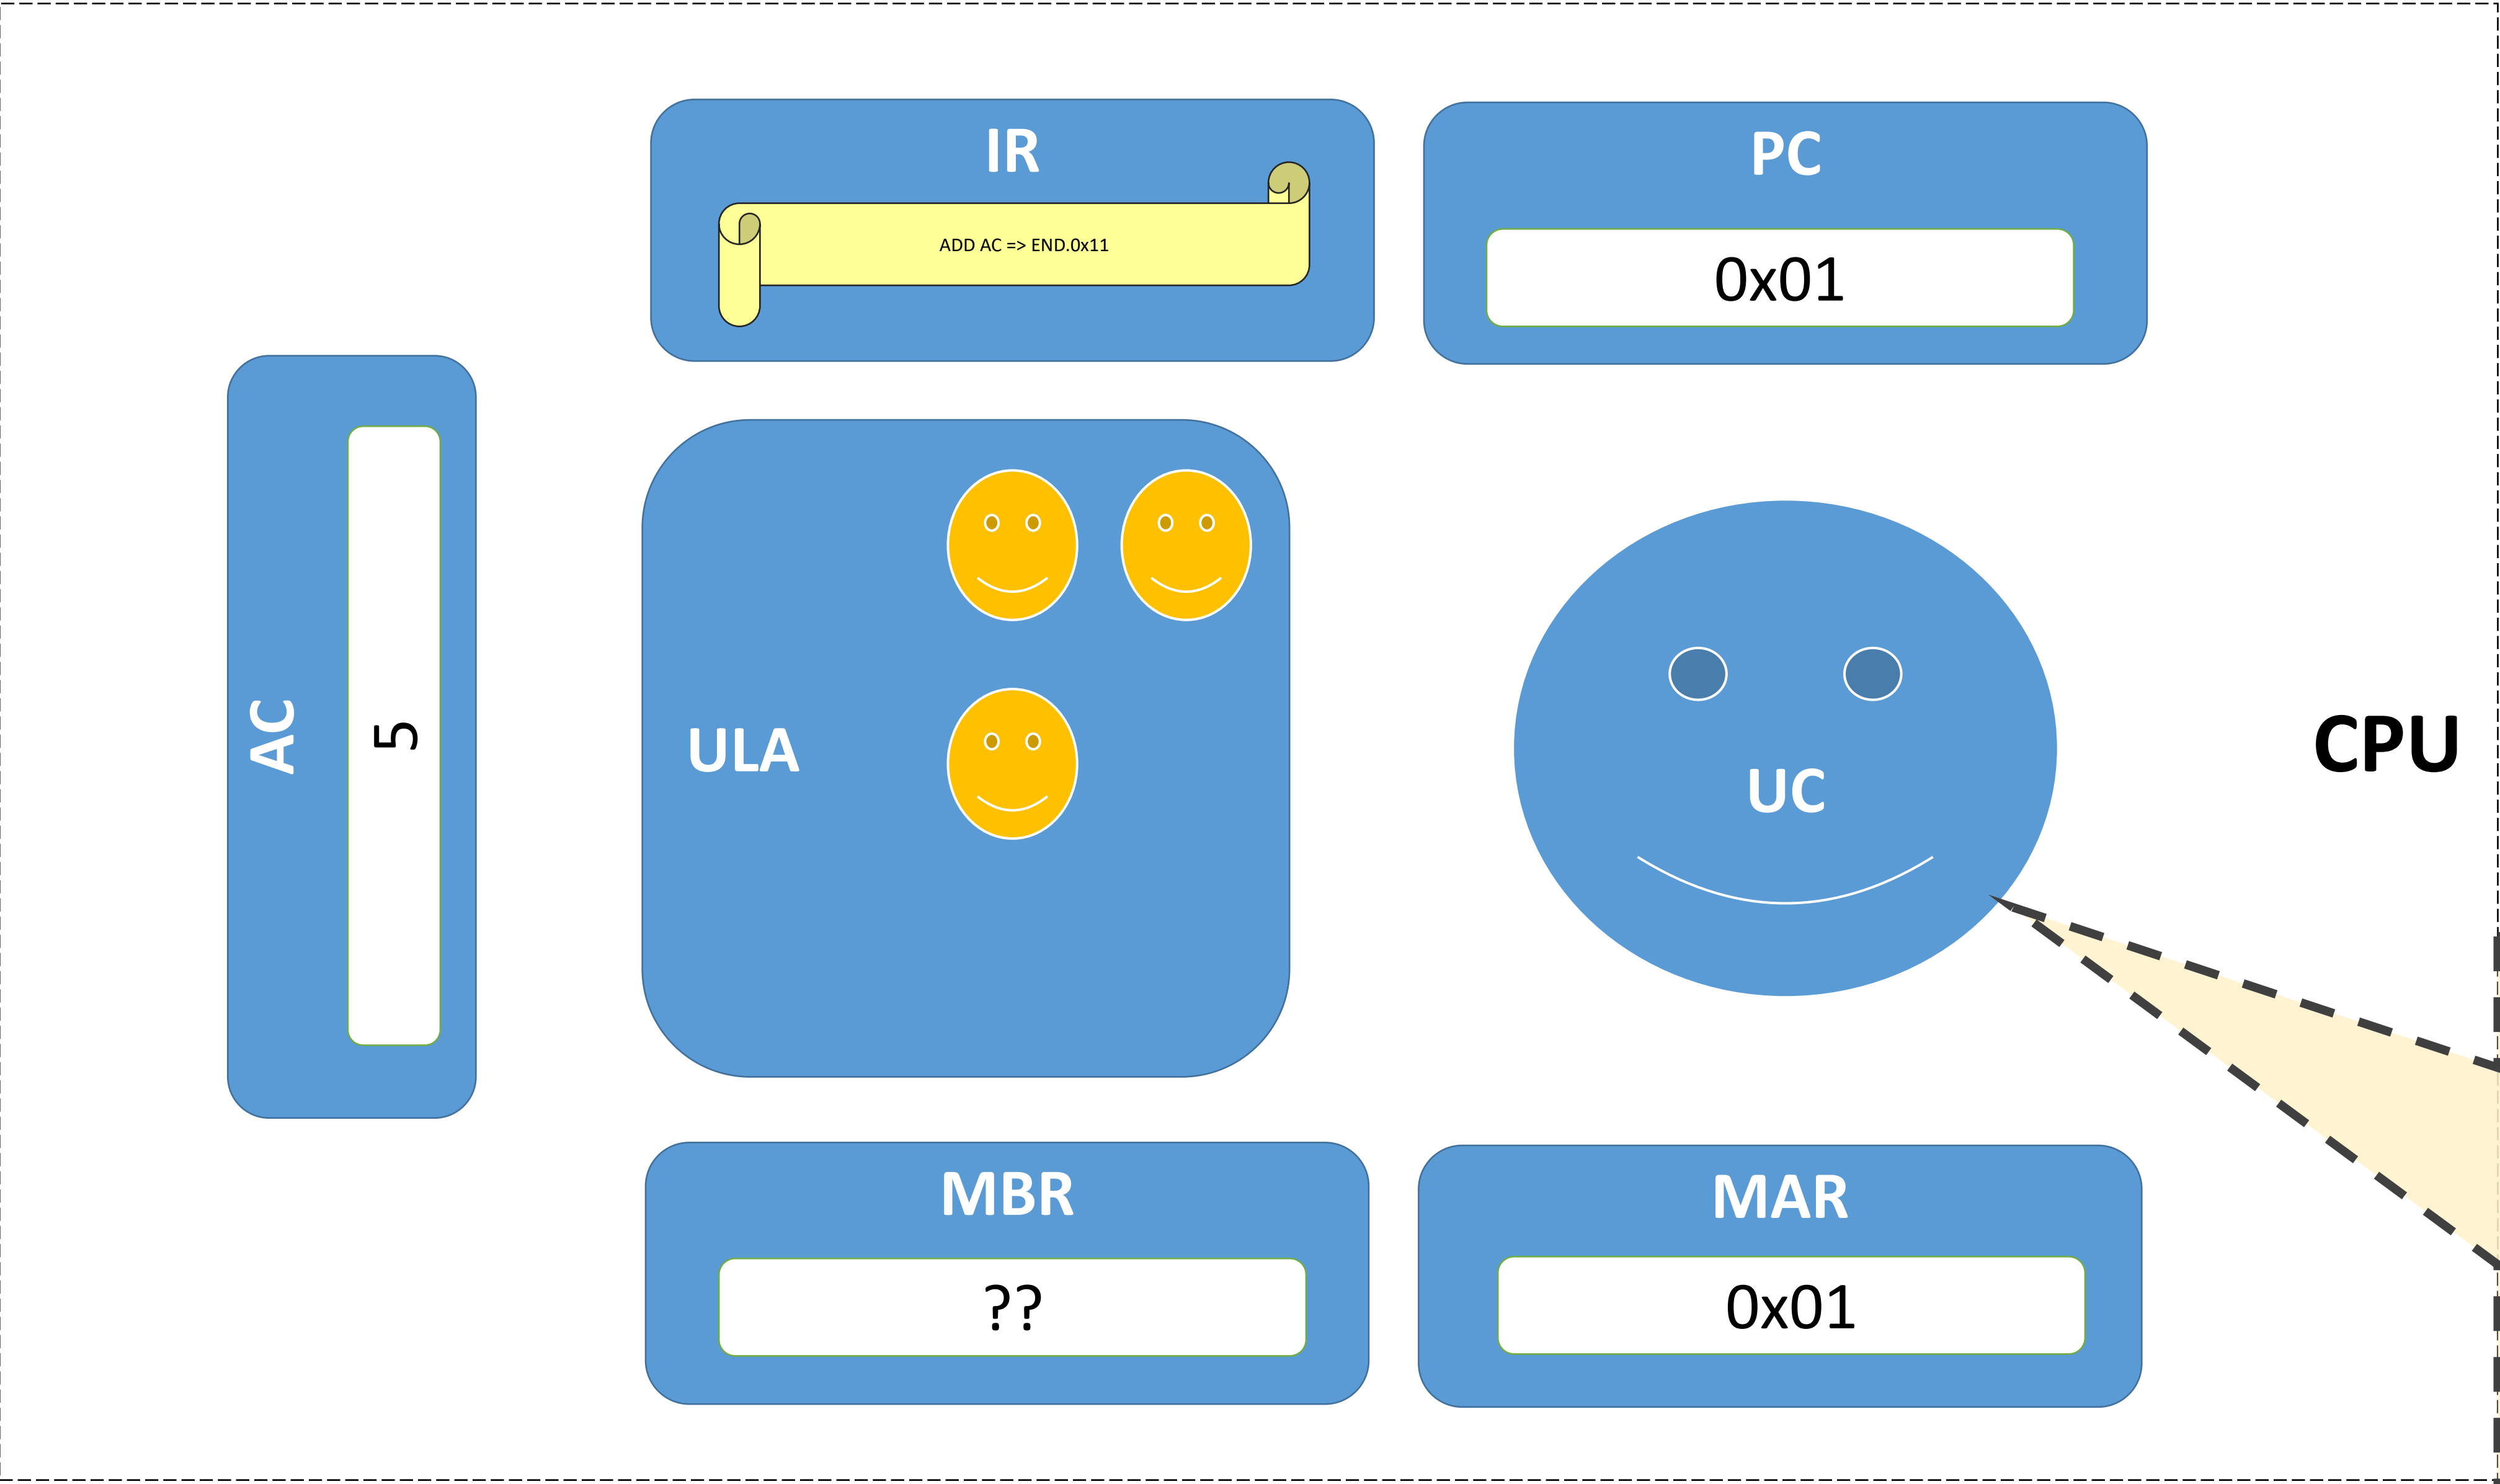 IR
ADD AC => END.0x11
PC
0x01
AC
5
ULA
UC
CPU
MBR
??
MAR
0x01